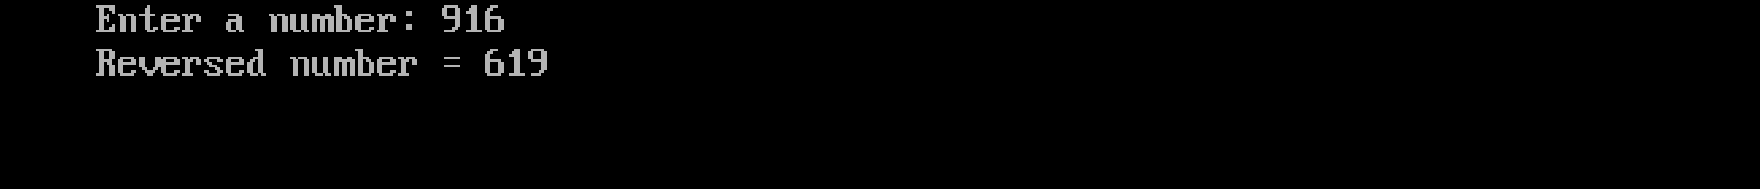 Enter a number: 916
Reversed number = 619